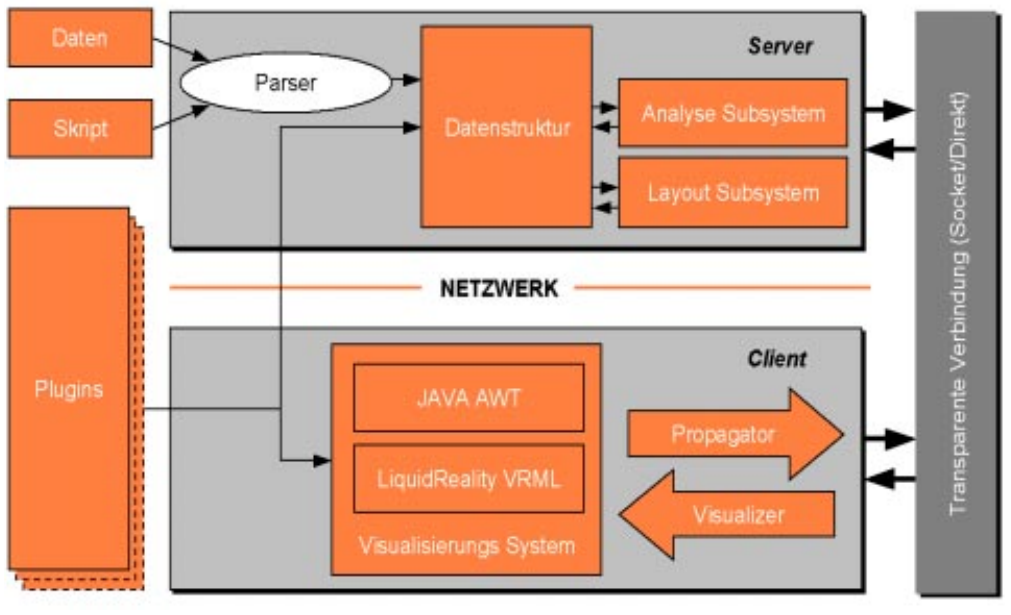 Daten
Skript
Parser
Datenstruktur
Server
Analyse Subsystem
Layout Subsystem
NETZWERK
Plugins
Client
JAVA AWT
LiquidReality VRML
Visualisierungs System
Propagator
Visualizer
Transparente Verbindung (Socket/Direkt)